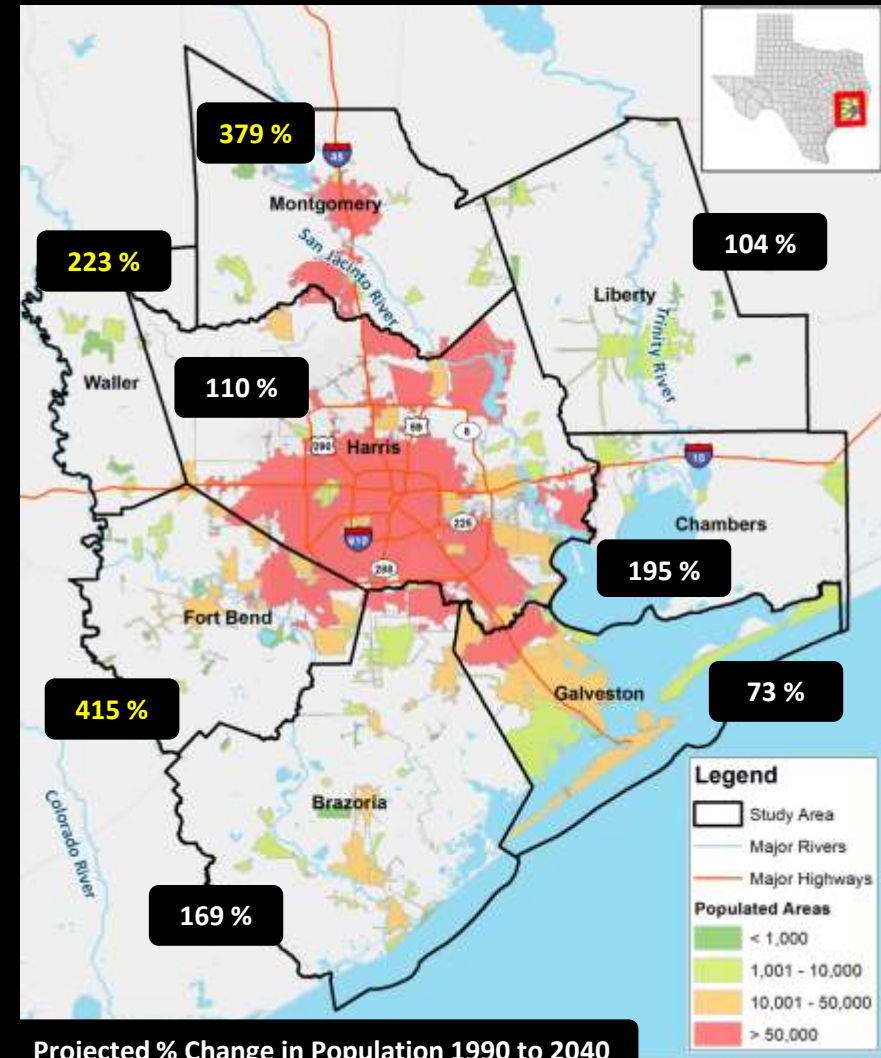 379 %
45
Montgomery
San Jacinto River
223 %
104 %
Liberty
Trinity River
Waller
110 %
Harris
290
59
8
10
Chambers
225
610
288
195 %
Fort Bend
415 %
Galveston
73 %
Brazoria
Colorado River
169 %
Legend
Study Area
Major Rivers
Major Highways
Populated Areas
< 1,000
1,001 - 10,000
10,001 - 50,000
> 50,000
Projected % Change in Population 1990 to 2040